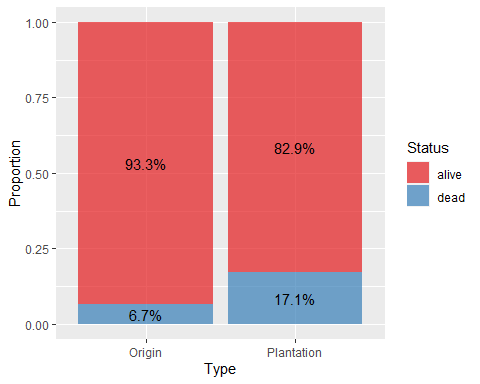 1.00
0.75
0.50
0.25
0.00
Proportion
93.3%
6.7%
82.9%
17.1%
Origin
Plantation
Type
Status
alive
dead